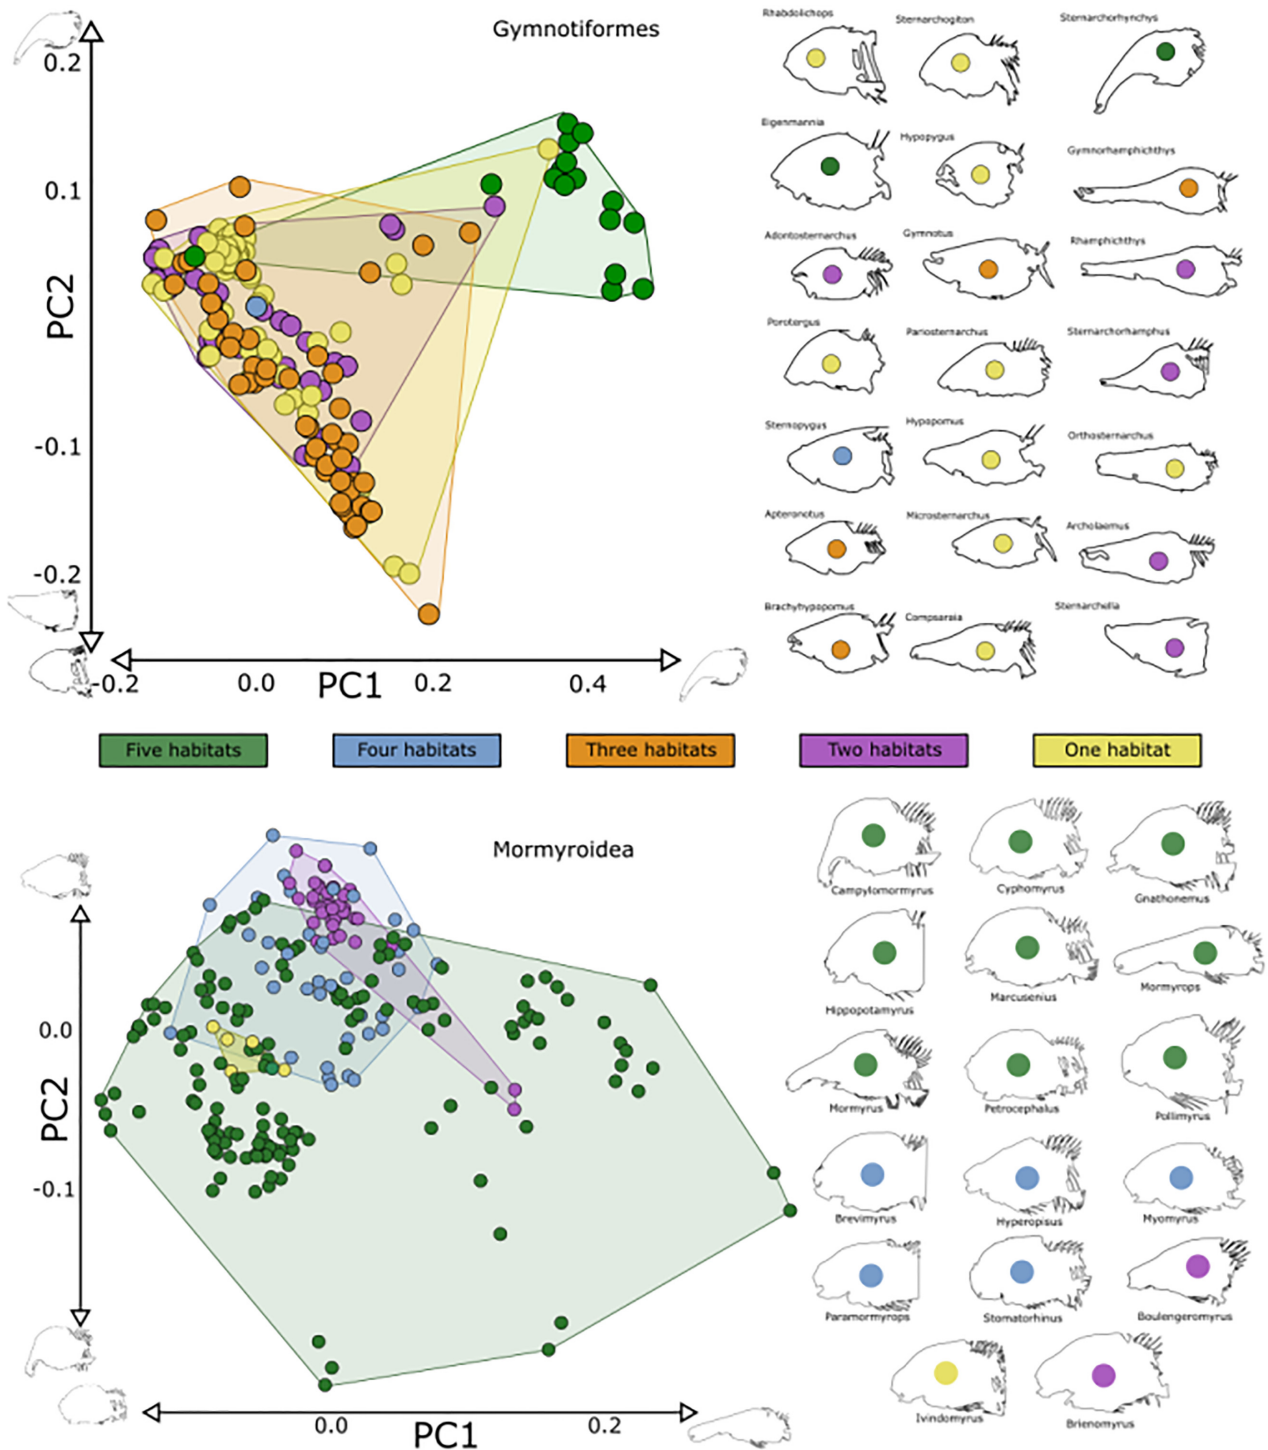 Gymnotiformes
0.2
0.1
-0.1
-0.2
PC2
-0.2
0.0
PC1
0.2
0.4
Rhabdolichops
Sternarchogiton
Sternarchorhynchys
Eigenmannia
Hypopygus
Gymnorhamphichthys
Adontosternarchus
Gymnotus
Rhamphichthys
Porotergus
Pariosternarchus
Sternarchorhamphus
Sternopygus
Hypopomus
Orthosternarchus
Apteronotus
Microsternarchus
Archolaemus
Brachyhypopomus
Compsaraia
Sternarchella
Five habitats
Four habitats
Three habitats
Two habitats
One habitat
Mormyroidea
0.0
-0.1
PC2
0.0
PC1
0.2
Campylomormyrus
Cyphomyrus
Gnathonemus
Hippopotamyrus
Marcusenius
Mormyrops
Mormyrus
Petrocephalus
Pollimyrus
Brevimyrus
Hyperopisus
Myomyrus
Paramormyrops
Stomatorhinus
Boulengeromyrus
Ivindomyrus
Brienomyrus